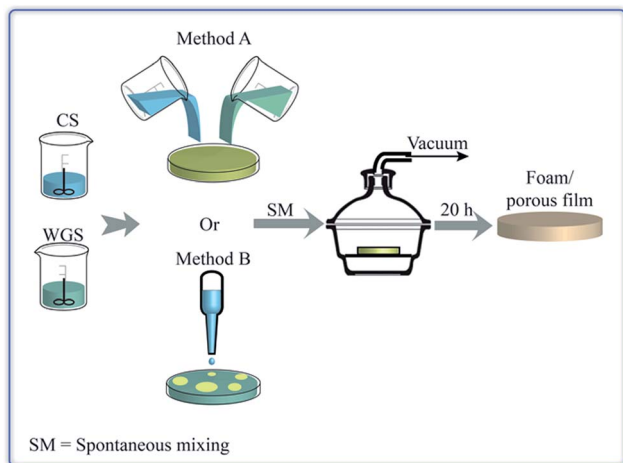 Method A
CS
WGS
Or
Method B
SM
Vacuum
20 h
Foam/
porous film
SM = Spontaneous mixing